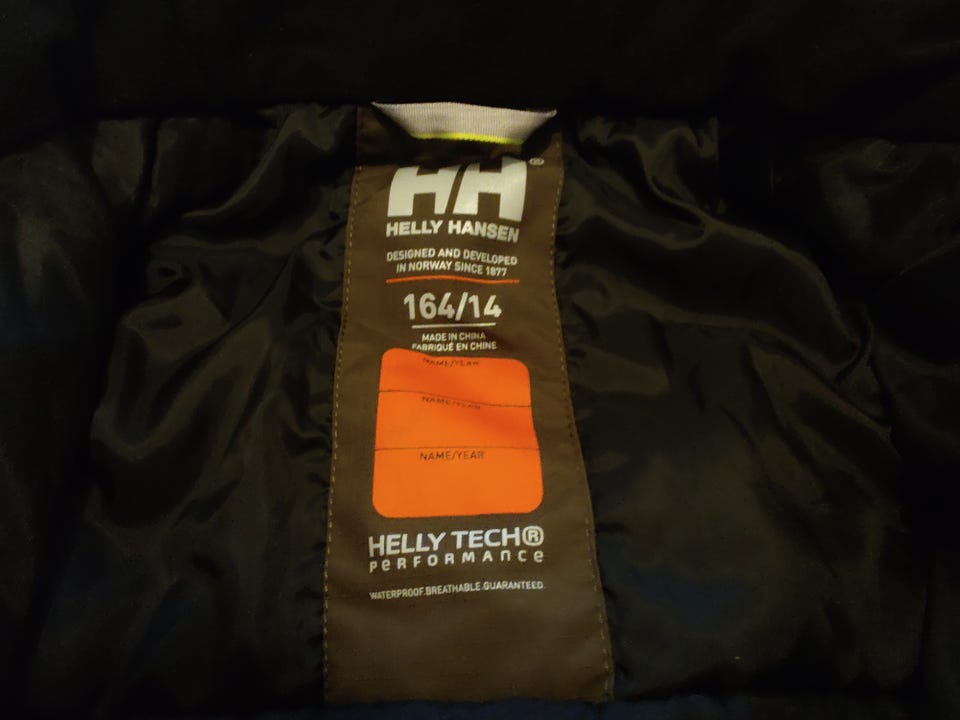 HH®
HELLY HANSEN
DESIGNED AND DEVELOPED
IN NORWAY SINCE 1877
164/14
MADE IN CHINA
FABRIQUÉ EN CHINE
NAME/YEAR
NAME/YEAR
NAME/YEAR
HELLY TECH®
PERFORMANCE
WATERPROOF.BREATHABLE.GUARANTEED.